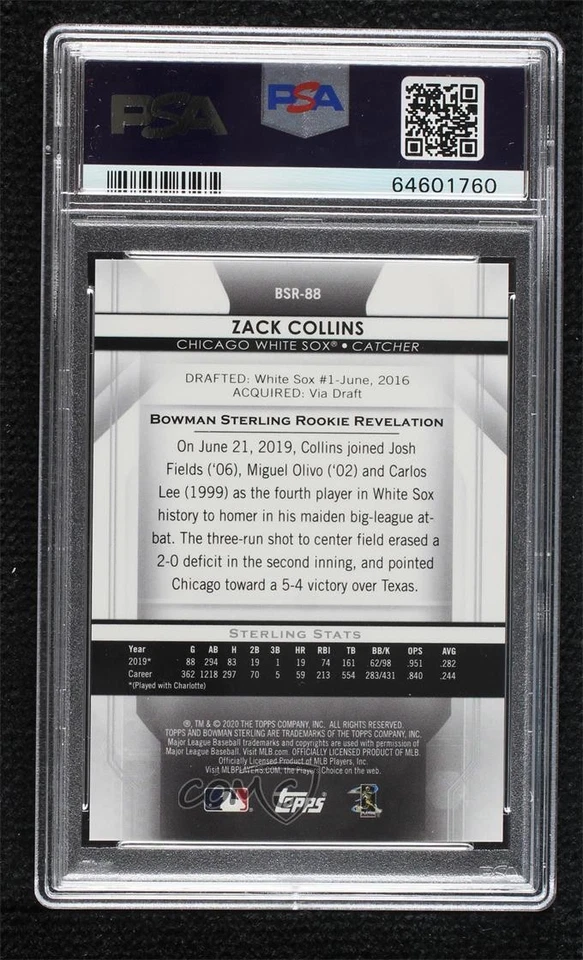 PSA
PSA
64601760
BSR-88
ZACK COLLINS
CHICAGO WHITE SOX® • CATCHER
DRAFTED: White Sox #1-June, 2016
ACQUIRED: Via Draft
BOWMAN STERLING ROOKIE REVELATION
On June 21, 2019, Collins joined Josh
Fields (‘06), Miguel Olivo (‘02) and Carlos
Lee (1999) as the fourth player in White Sox
history to homer in his maiden big-league at-
bat. The three-run shot to center field erased a
2-0 deficit in the second inning, and pointed
Chicago toward a 5-4 victory over Texas.
STERLING STATS
Year G AB H 2B 3B HR RBI TB BB/K OPS AVG
2019* 88 294 83 19 1 19 74 161 62/98 .951 .282
Career 362 1218 297 70 5 59 213 554 283/431 .840 .244
*(Played with Charlotte)
®, TM & © 2020 THE TOPPS COMPANY, INC. ALL RIGHTS RESERVED.
TOPPS AND BOWMAN STERLING ARE TRADEMARKS OF THE TOPPS COMPANY, INC.
Major League Baseball trademarks and copyrights are used with permission of
Major League Baseball. Visit MLB.com. OFFICIALLY LICENSED PRODUCT OF MLB.
Officially Licensed Product of MLB Players, Inc.
Visit MLBPLAYERS.COM, the Players Choice on the web.
COMC
Topps
PSA